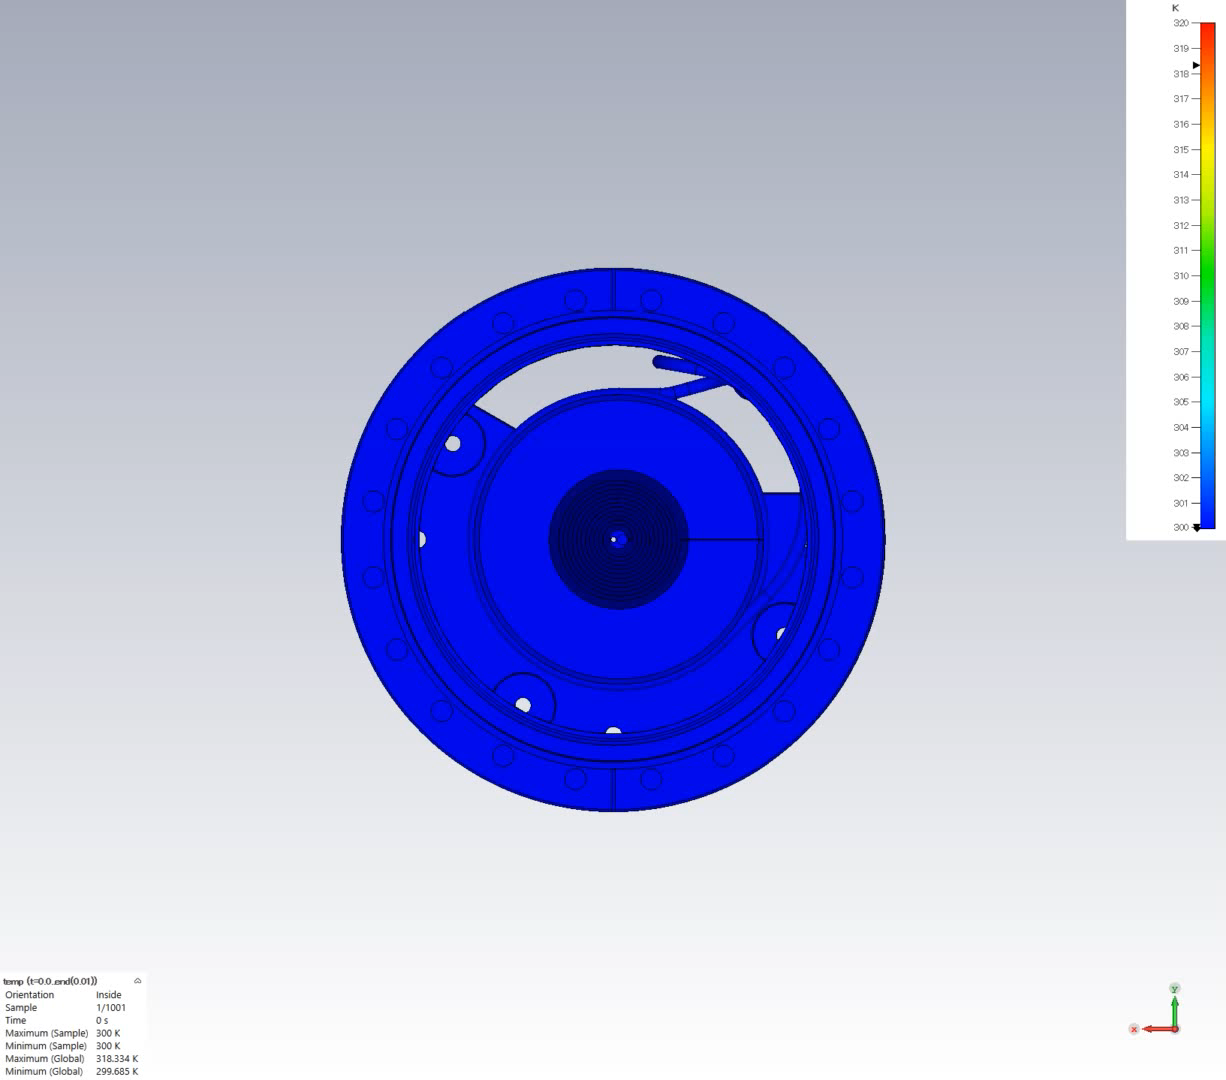 K
320
319
318
317
316
315
314
313
312
311
310
309
308
307
306
305
304
303
302
301
300
temp (t=0.0..end(0.01))
Orientation Inside
Sample 1/1001
Time 0 s
Maximum (Sample) 300 K
Minimum (Sample) 300 K
Maximum (Global) 318.334 K
Minimum (Global) 299.685 K
Y
X